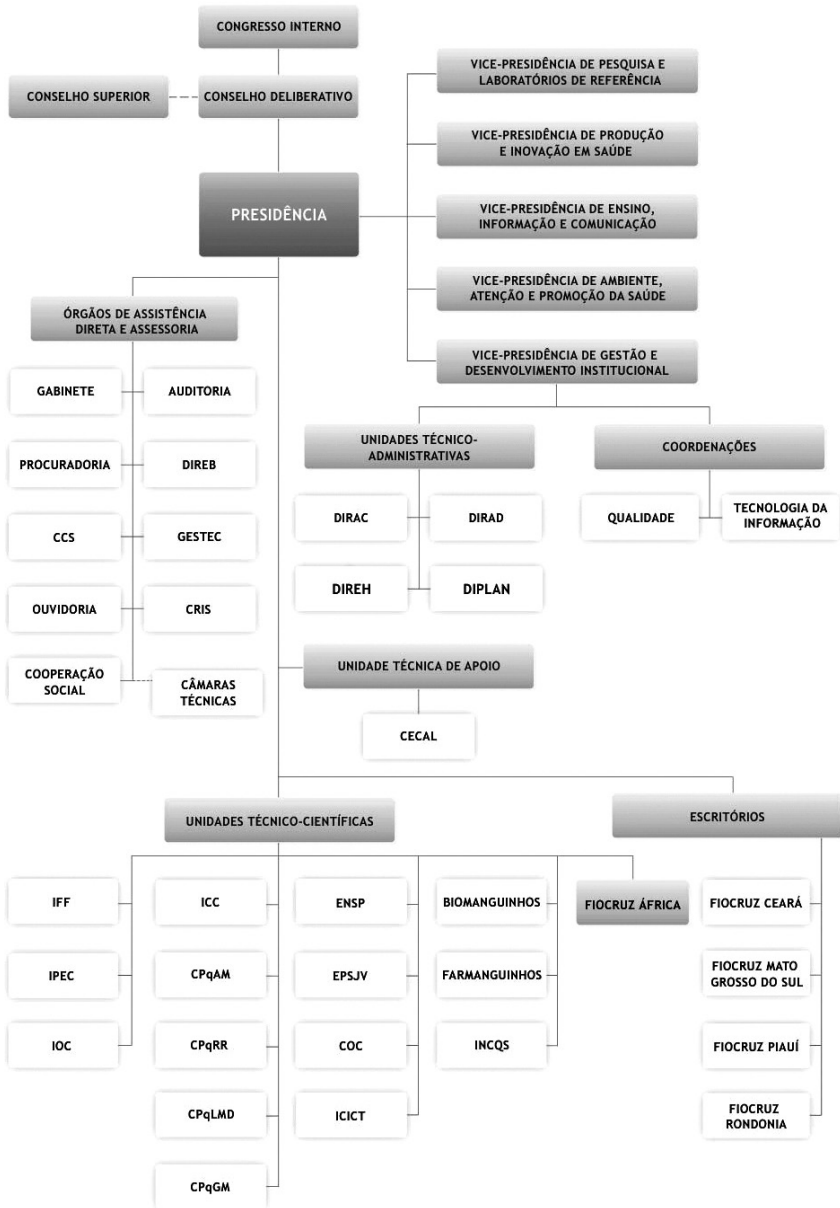 CONGRESSO INTERNO
CONSELHO SUPERIOR
CONSELHO DELIBERATIVO
PRESIDÊNCIA
VICE-PRESIDÊNCIA DE PESQUISA E
LABORATÓRIOS DE REFERÊNCIA
VICE-PRESIDÊNCIA DE PRODUÇÃO
E INOVAÇÃO EM SAÚDE
VICE-PRESIDÊNCIA DE ENSINO,
INFORMAÇÃO E COMUNICAÇÃO
VICE-PRESIDÊNCIA DE AMBIENTE,
ATENÇÃO E PROMOÇÃO DA SAÚDE
VICE-PRESIDÊNCIA DE GESTÃO E
DESENVOLVIMENTO INSTITUCIONAL
ÓRGÃOS DE ASSISTÊNCIA
DIRETA E ASSESSORIA
GABINETE
AUDITORIA
PROCURADORIA
DIREB
CCS
GESTEC
OUVIDORIA
CRIS
COOPERAÇÃO
SOCIAL
CÂMARAS
TÉCNICAS
UNIDADES TÉCNICO-
ADMINISTRATIVAS
DIRAC
DIRAD
DIREH
DIPLAN
COORDENAÇÕES
QUALIDADE
TECNOLOGIA DA
INFORMAÇÃO
UNIDADE TÉCNICA DE APOIO
CECAL
UNIDADES TÉCNICO-CIENTÍFICAS
IFF
IPEC
IOC
ICC
CPqAM
CPqRR
CPqLMD
CPqGM
ENSP
EPSJV
COC
ICICT
BIOMANGUINHOS
FARMANGUINHOS
INCQS
FIOCRUZ ÁFRICA
ESCRITÓRIOS
FIOCRUZ CEARÁ
FIOCRUZ MATO
GROSSO DO SUL
FIOCRUZ PIAUÍ
FIOCRUZ
RONDONIA